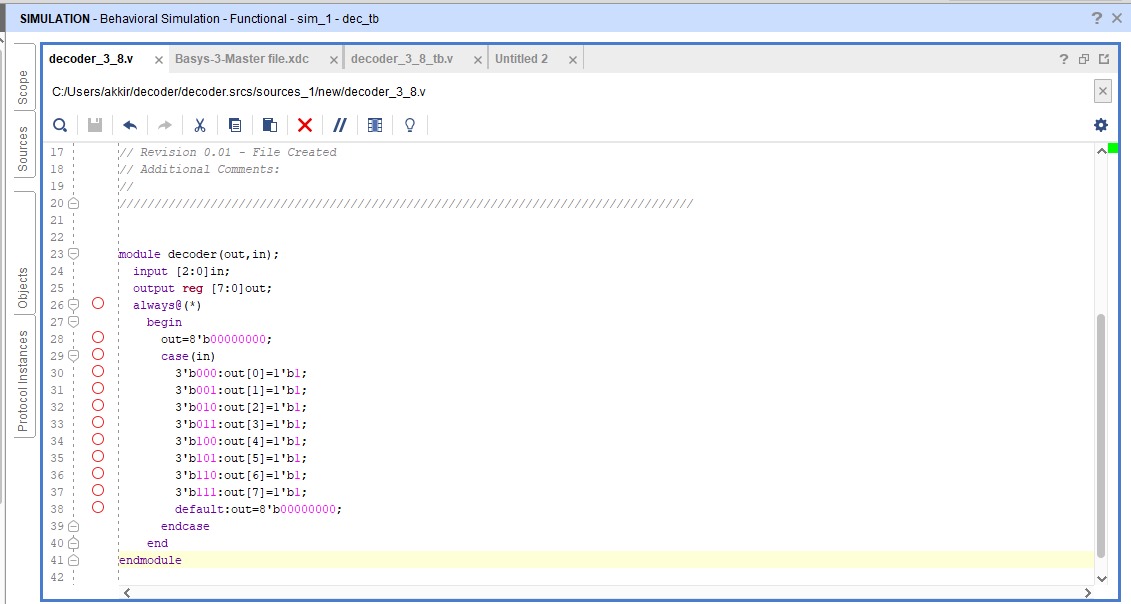 SIMULATION - Behavioral Simulation - Functional - sim_1 - dec_tb
Scope
Sources
Objects
Protocol Instances
decoder_3_8.v
Basys-3-Master file.xdc
decoder_3_8_tb.v
Untitled 2
C:/Users/akkir/decoder/decoder.srcs/sources_1/new/decoder_3_8.v
17 // Revision 0.01 - File Created
18 // Additional Comments:
19 //
20 //////////////////////////////////////////////////////////////////////////////////
21
22
23 module decoder(out,in);
24 input [2:0]in;
25 output reg [7:0]out;
26 always@(*)
27 begin
28 out=8'b00000000;
29 case(in)
30 3'b000:out[0]=1'b1;
31 3'b001:out[1]=1'b1;
32 3'b010:out[2]=1'b1;
33 3'b011:out[3]=1'b1;
34 3'b100:out[4]=1'b1;
35 3'b101:out[5]=1'b1;
36 3'b110:out[6]=1'b1;
37 3'b111:out[7]=1'b1;
38 default:out=8'b00000000;
39 endcase
40 end
41 endmodule
42